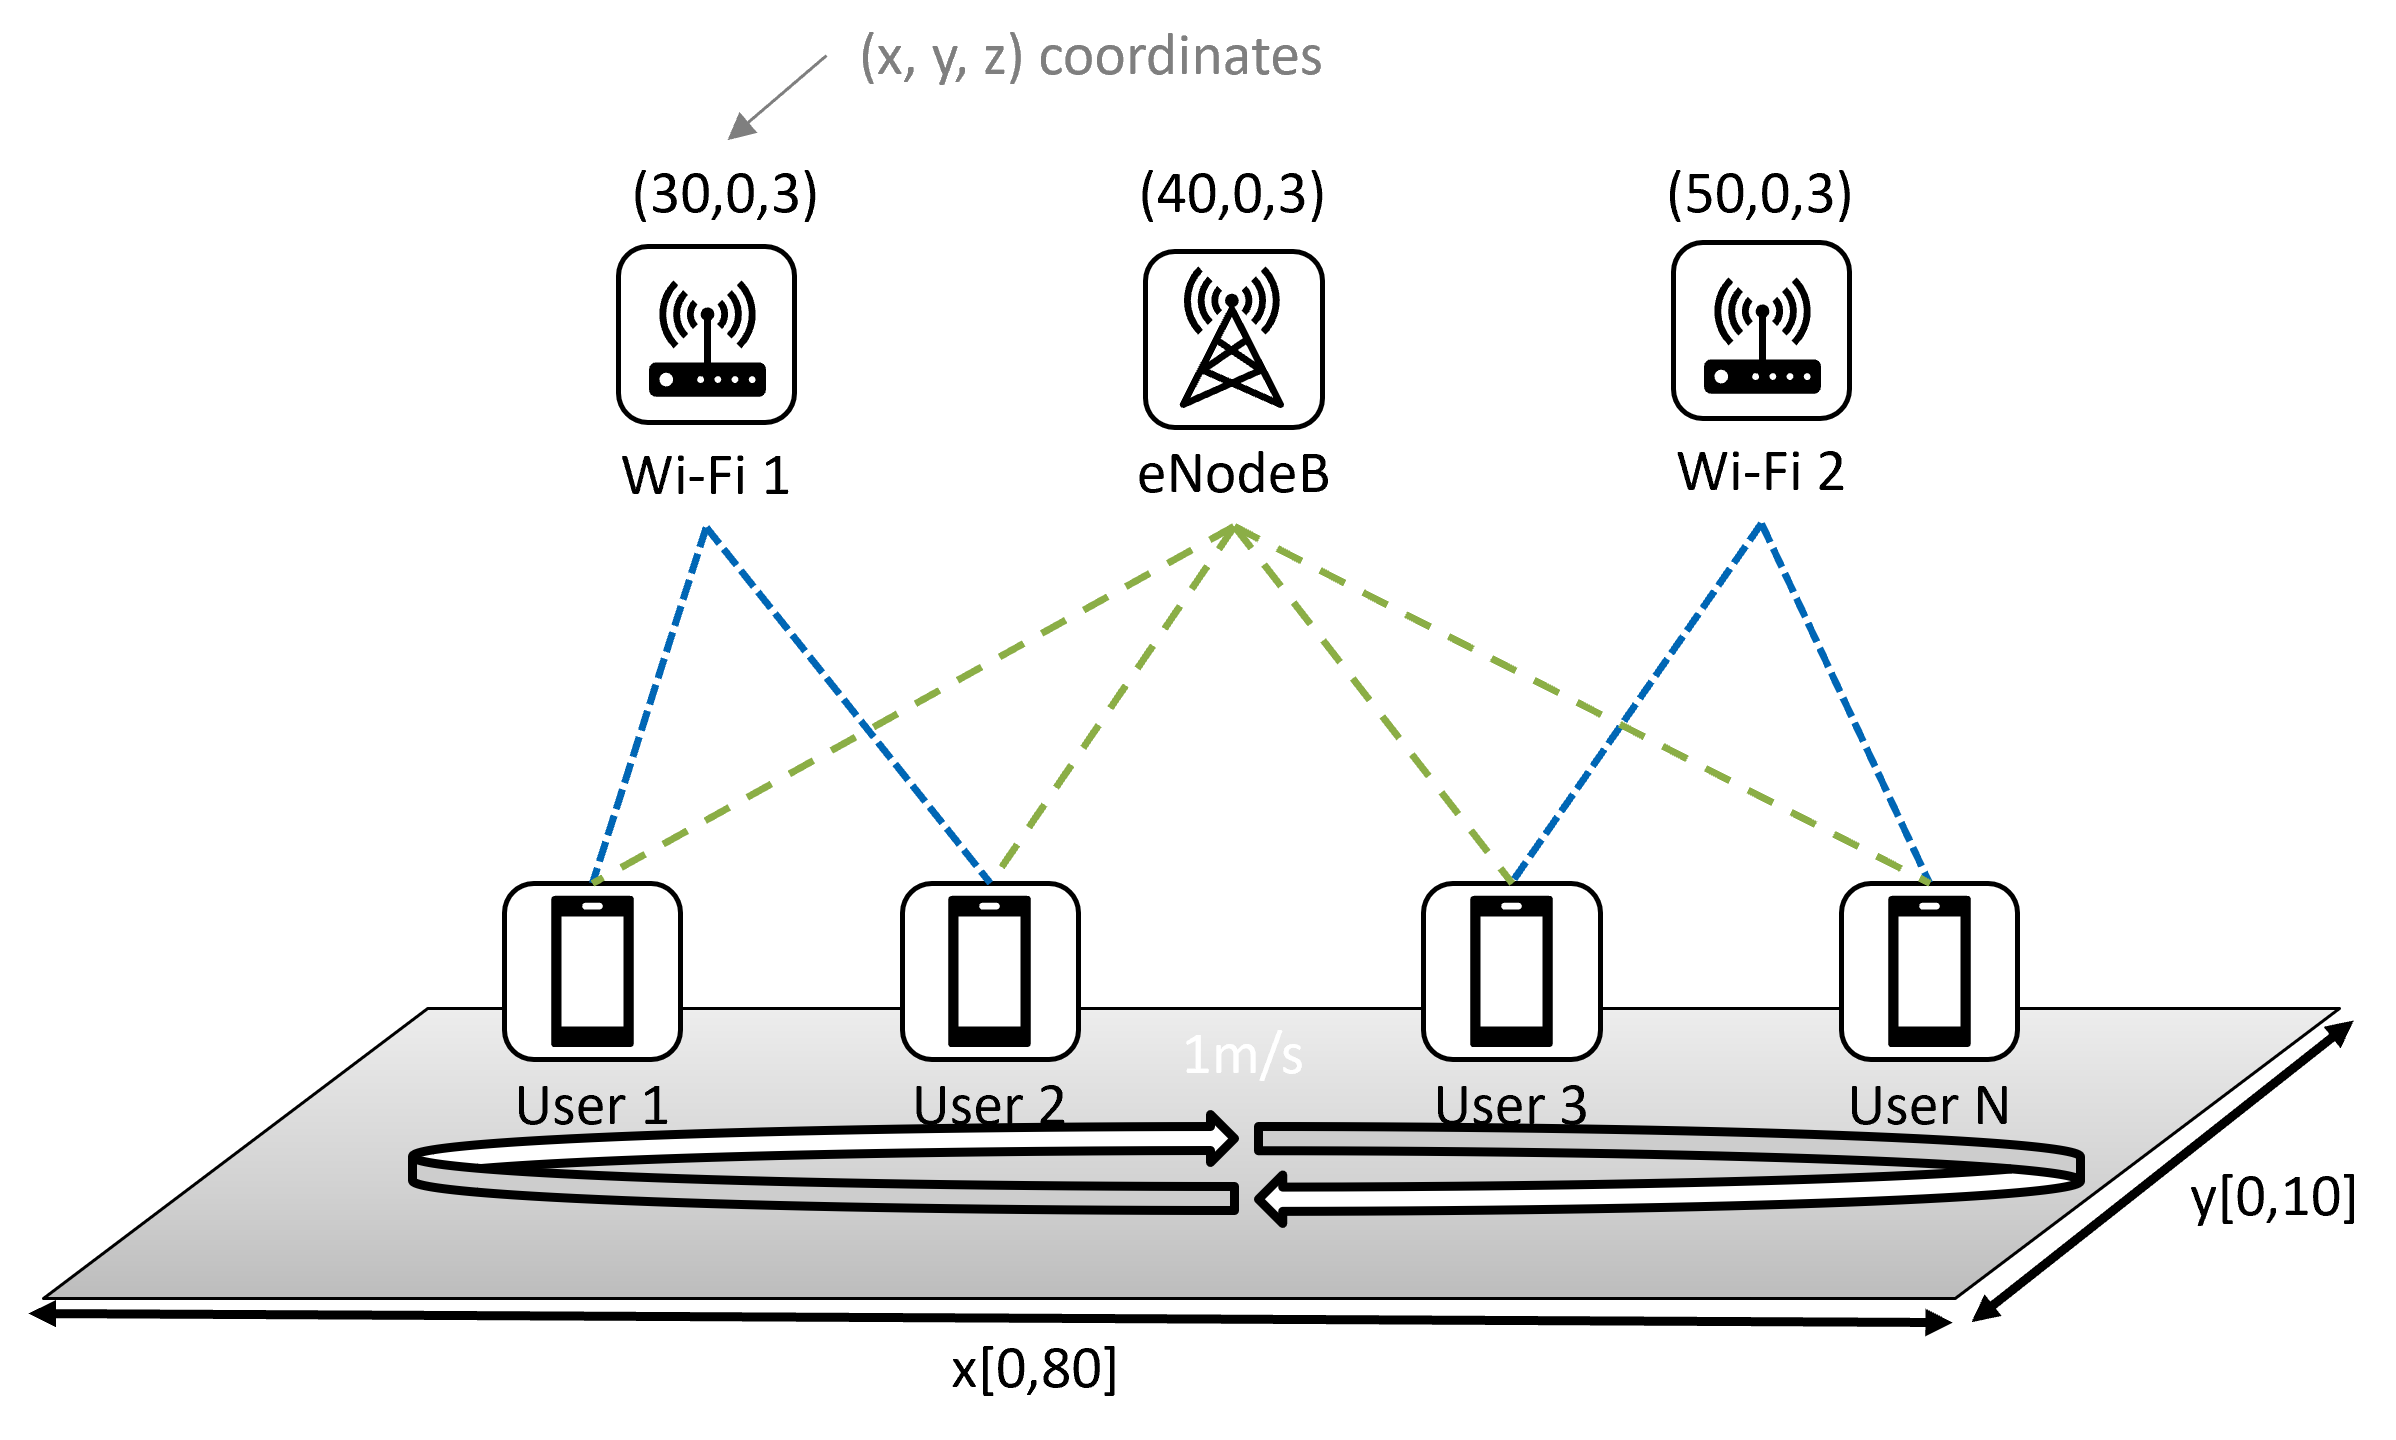 (x, y, z) coordinates
(30,0,3)
(40,0,3)
(50,0,3)
Wi-Fi 1
eNodeB
Wi-Fi 2
1m/s
User 1
User 2
User 3
User N
y[0,10]
x[0,80]